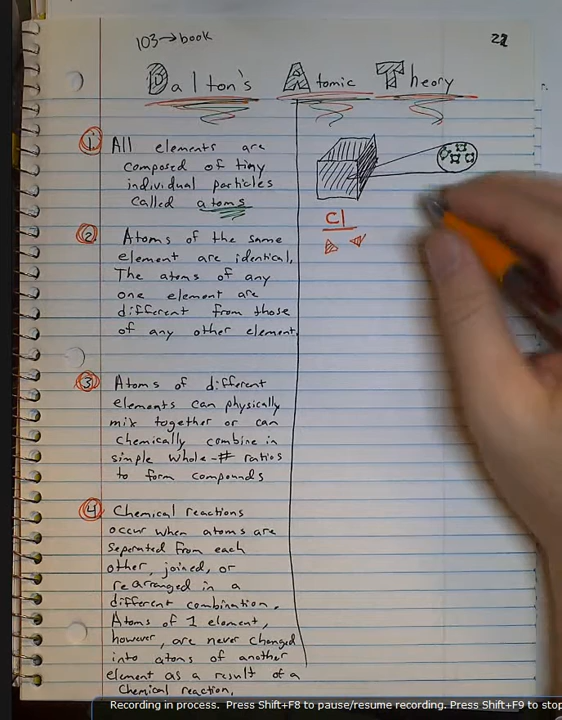 103→book
22
Dalton's Atomic Theory
1. All elements are
composed of tiny
individual particles
called atoms
Cl
2. Atoms of the same
element are identical.
The atoms of any
one element are
different from those
of any other element.
3. Atoms of different
elements can physically
mix together or can
chemically combine in
simple whole-# ratios
to form compounds
4. Chemical reactions
occur when atoms are
seperated from each
other, joined, or
rearranged in a
different combination.
Atoms of 1 element,
however, are never changed
into atoms of another
element as a result of a
chemical reaction.
Recording in process. Press Shift+F8 to pause/resume recording. Press Shift+F9 to stop